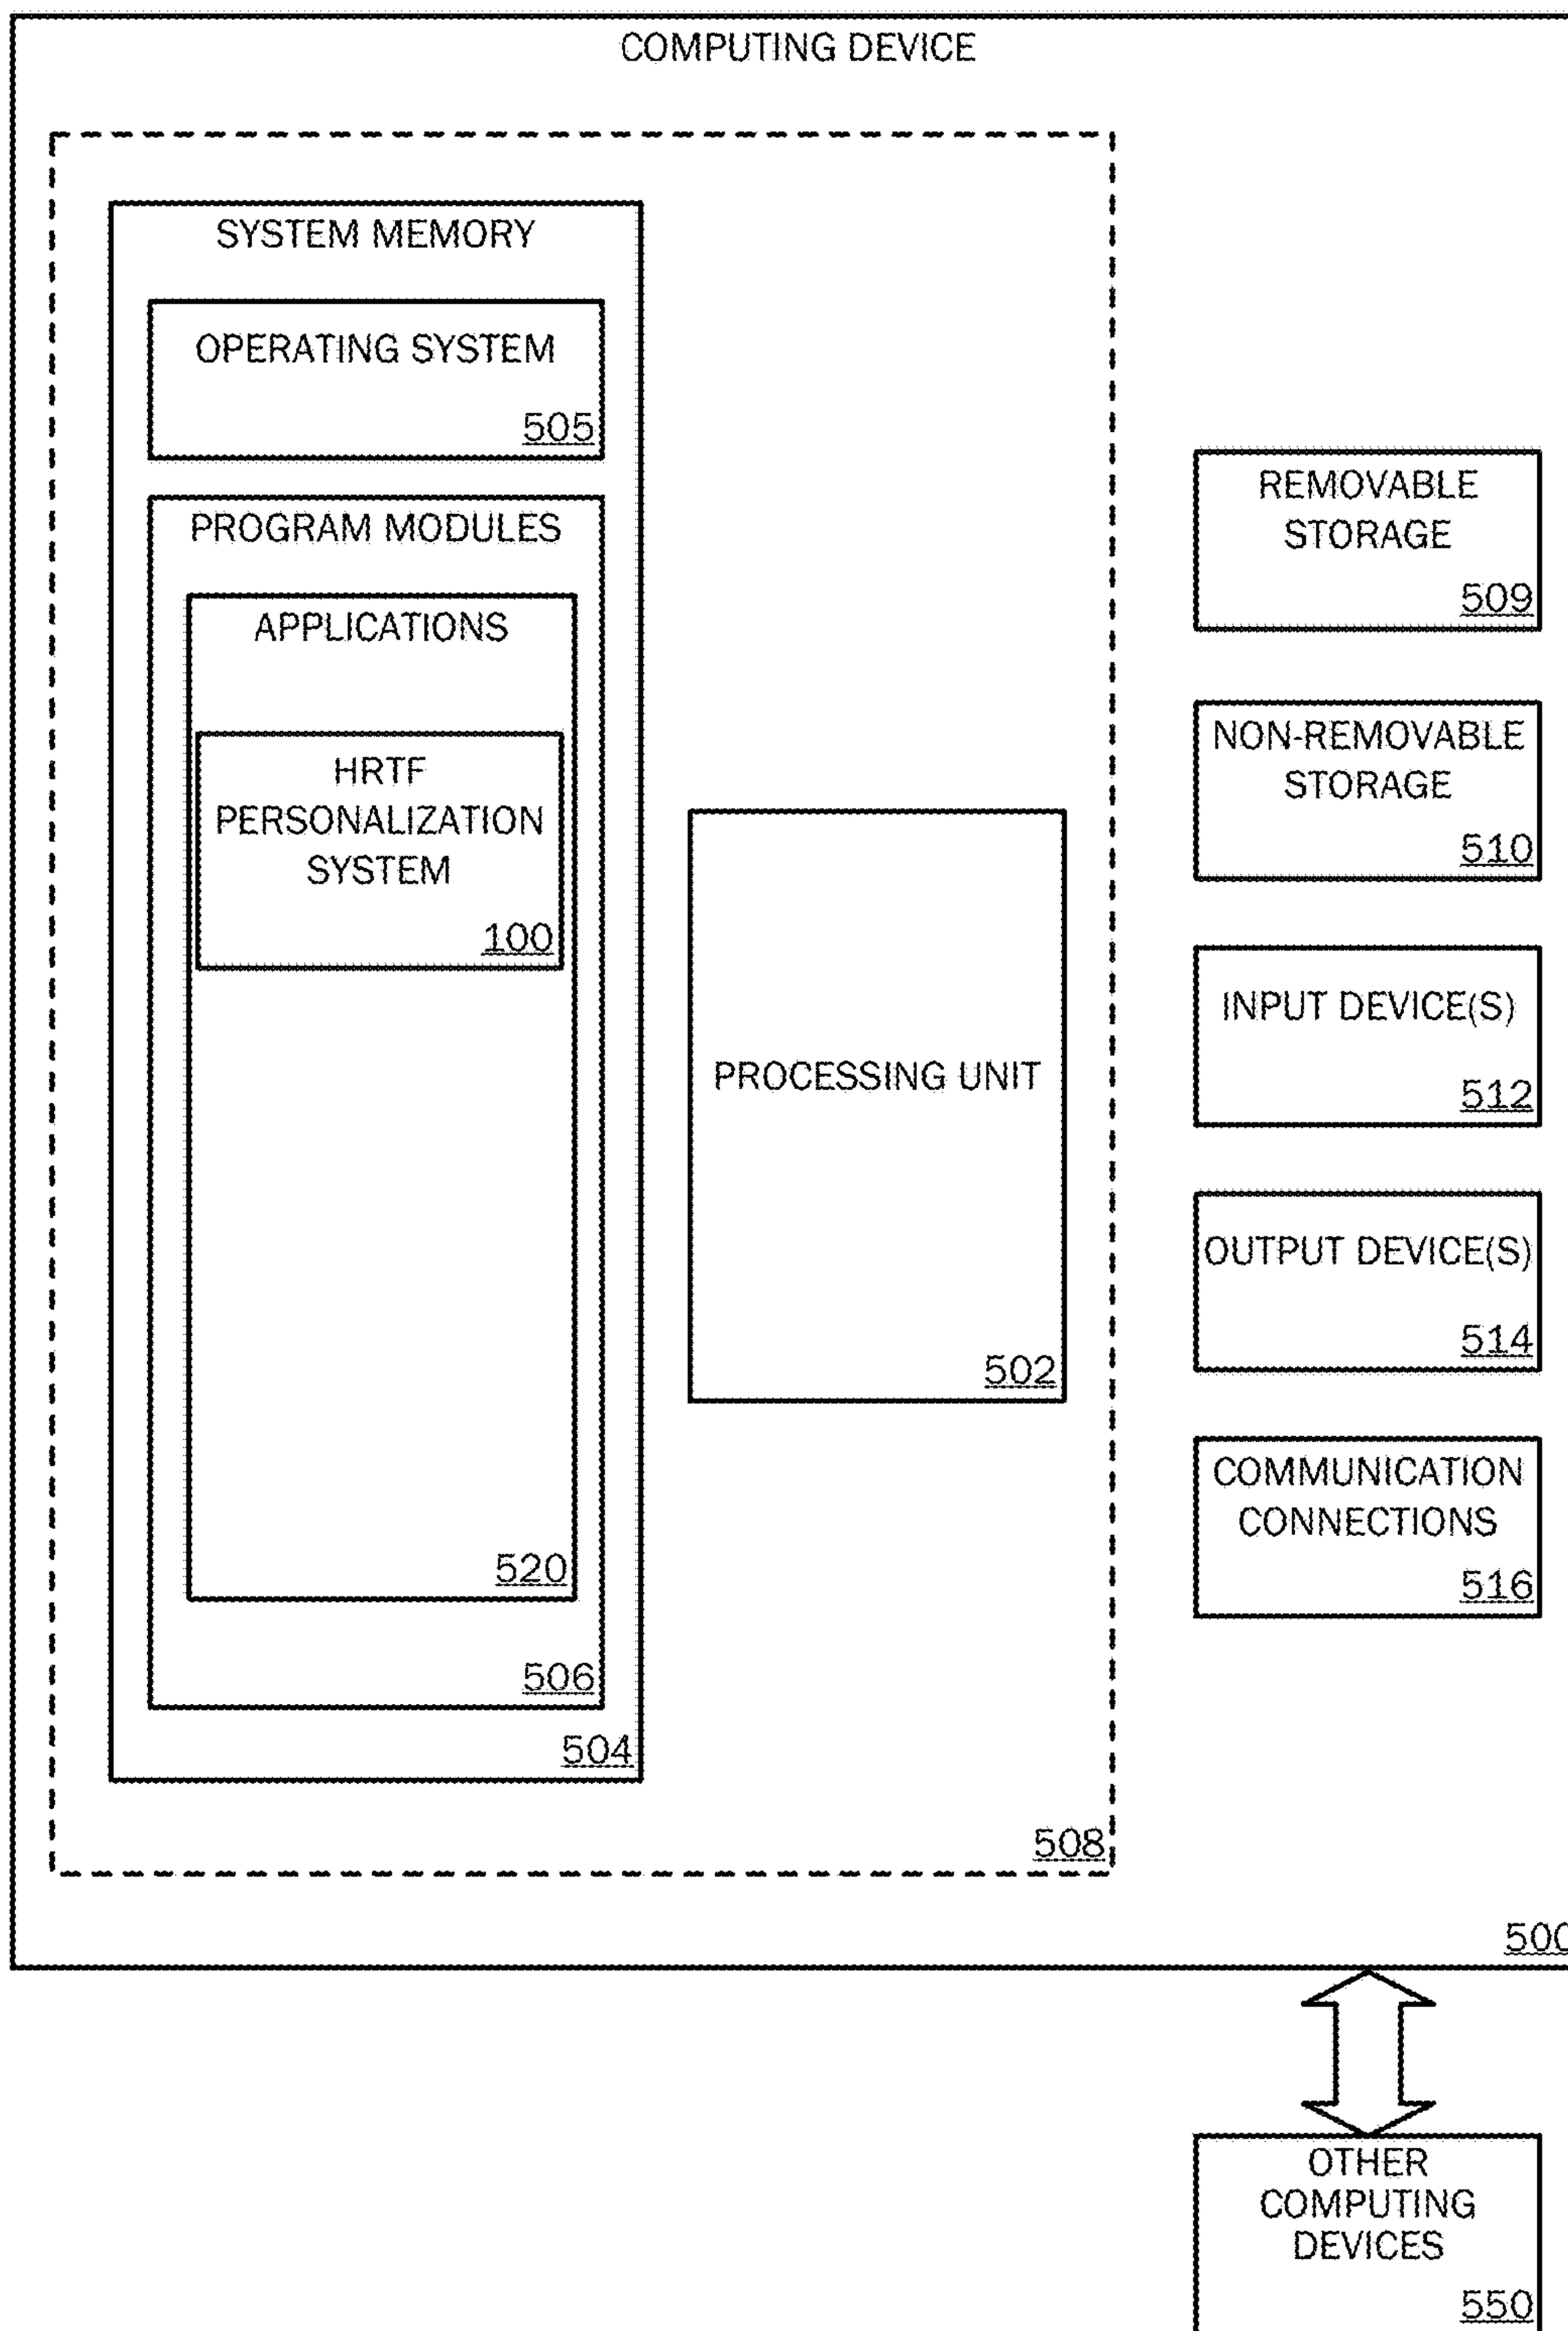 COMPUTING DEVICE
SYSTEM MEMORY
OPERATING SYSTEM
505
PROGRAM MODULES
APPLICATIONS
HRTF
PERSONALIZATION
SYSTEM
100
520
506
504
PROCESSING UNIT
502
508
REMOVABLE
STORAGE
509
NON-REMOVABLE
STORAGE
510
INPUT DEVICE(S)
512
OUTPUT DEVICE(S)
514
COMMUNICATION
CONNECTIONS
516
500
OTHER
COMPUTING
DEVICES
550